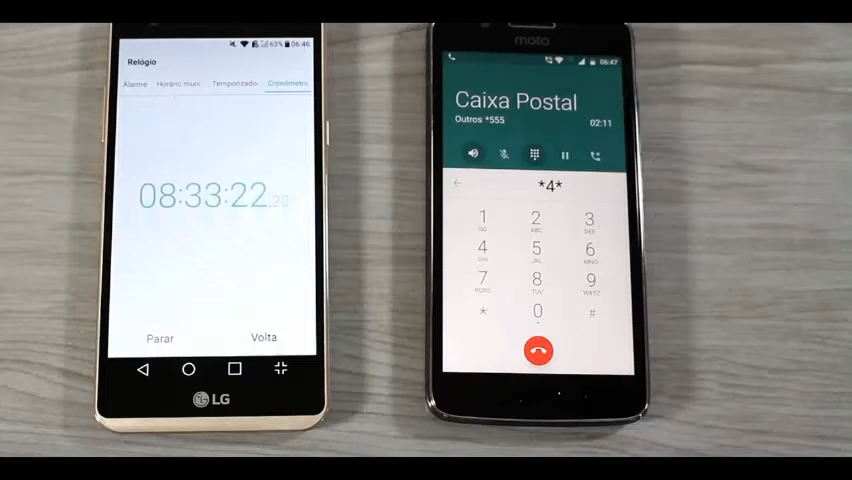 63% 06:46
Relógio
Alarme Horário mun Temporizado Cronômetro
08:33:22.20
Parar Volta
LG
moto
06:47
Caixa Postal
Outros *555
02:11
*4*
1 2 3
ABC DEF
4 5 6
GHI JKL MNO
7 8 9
PQRS TUV WXYZ
* 0 #
+